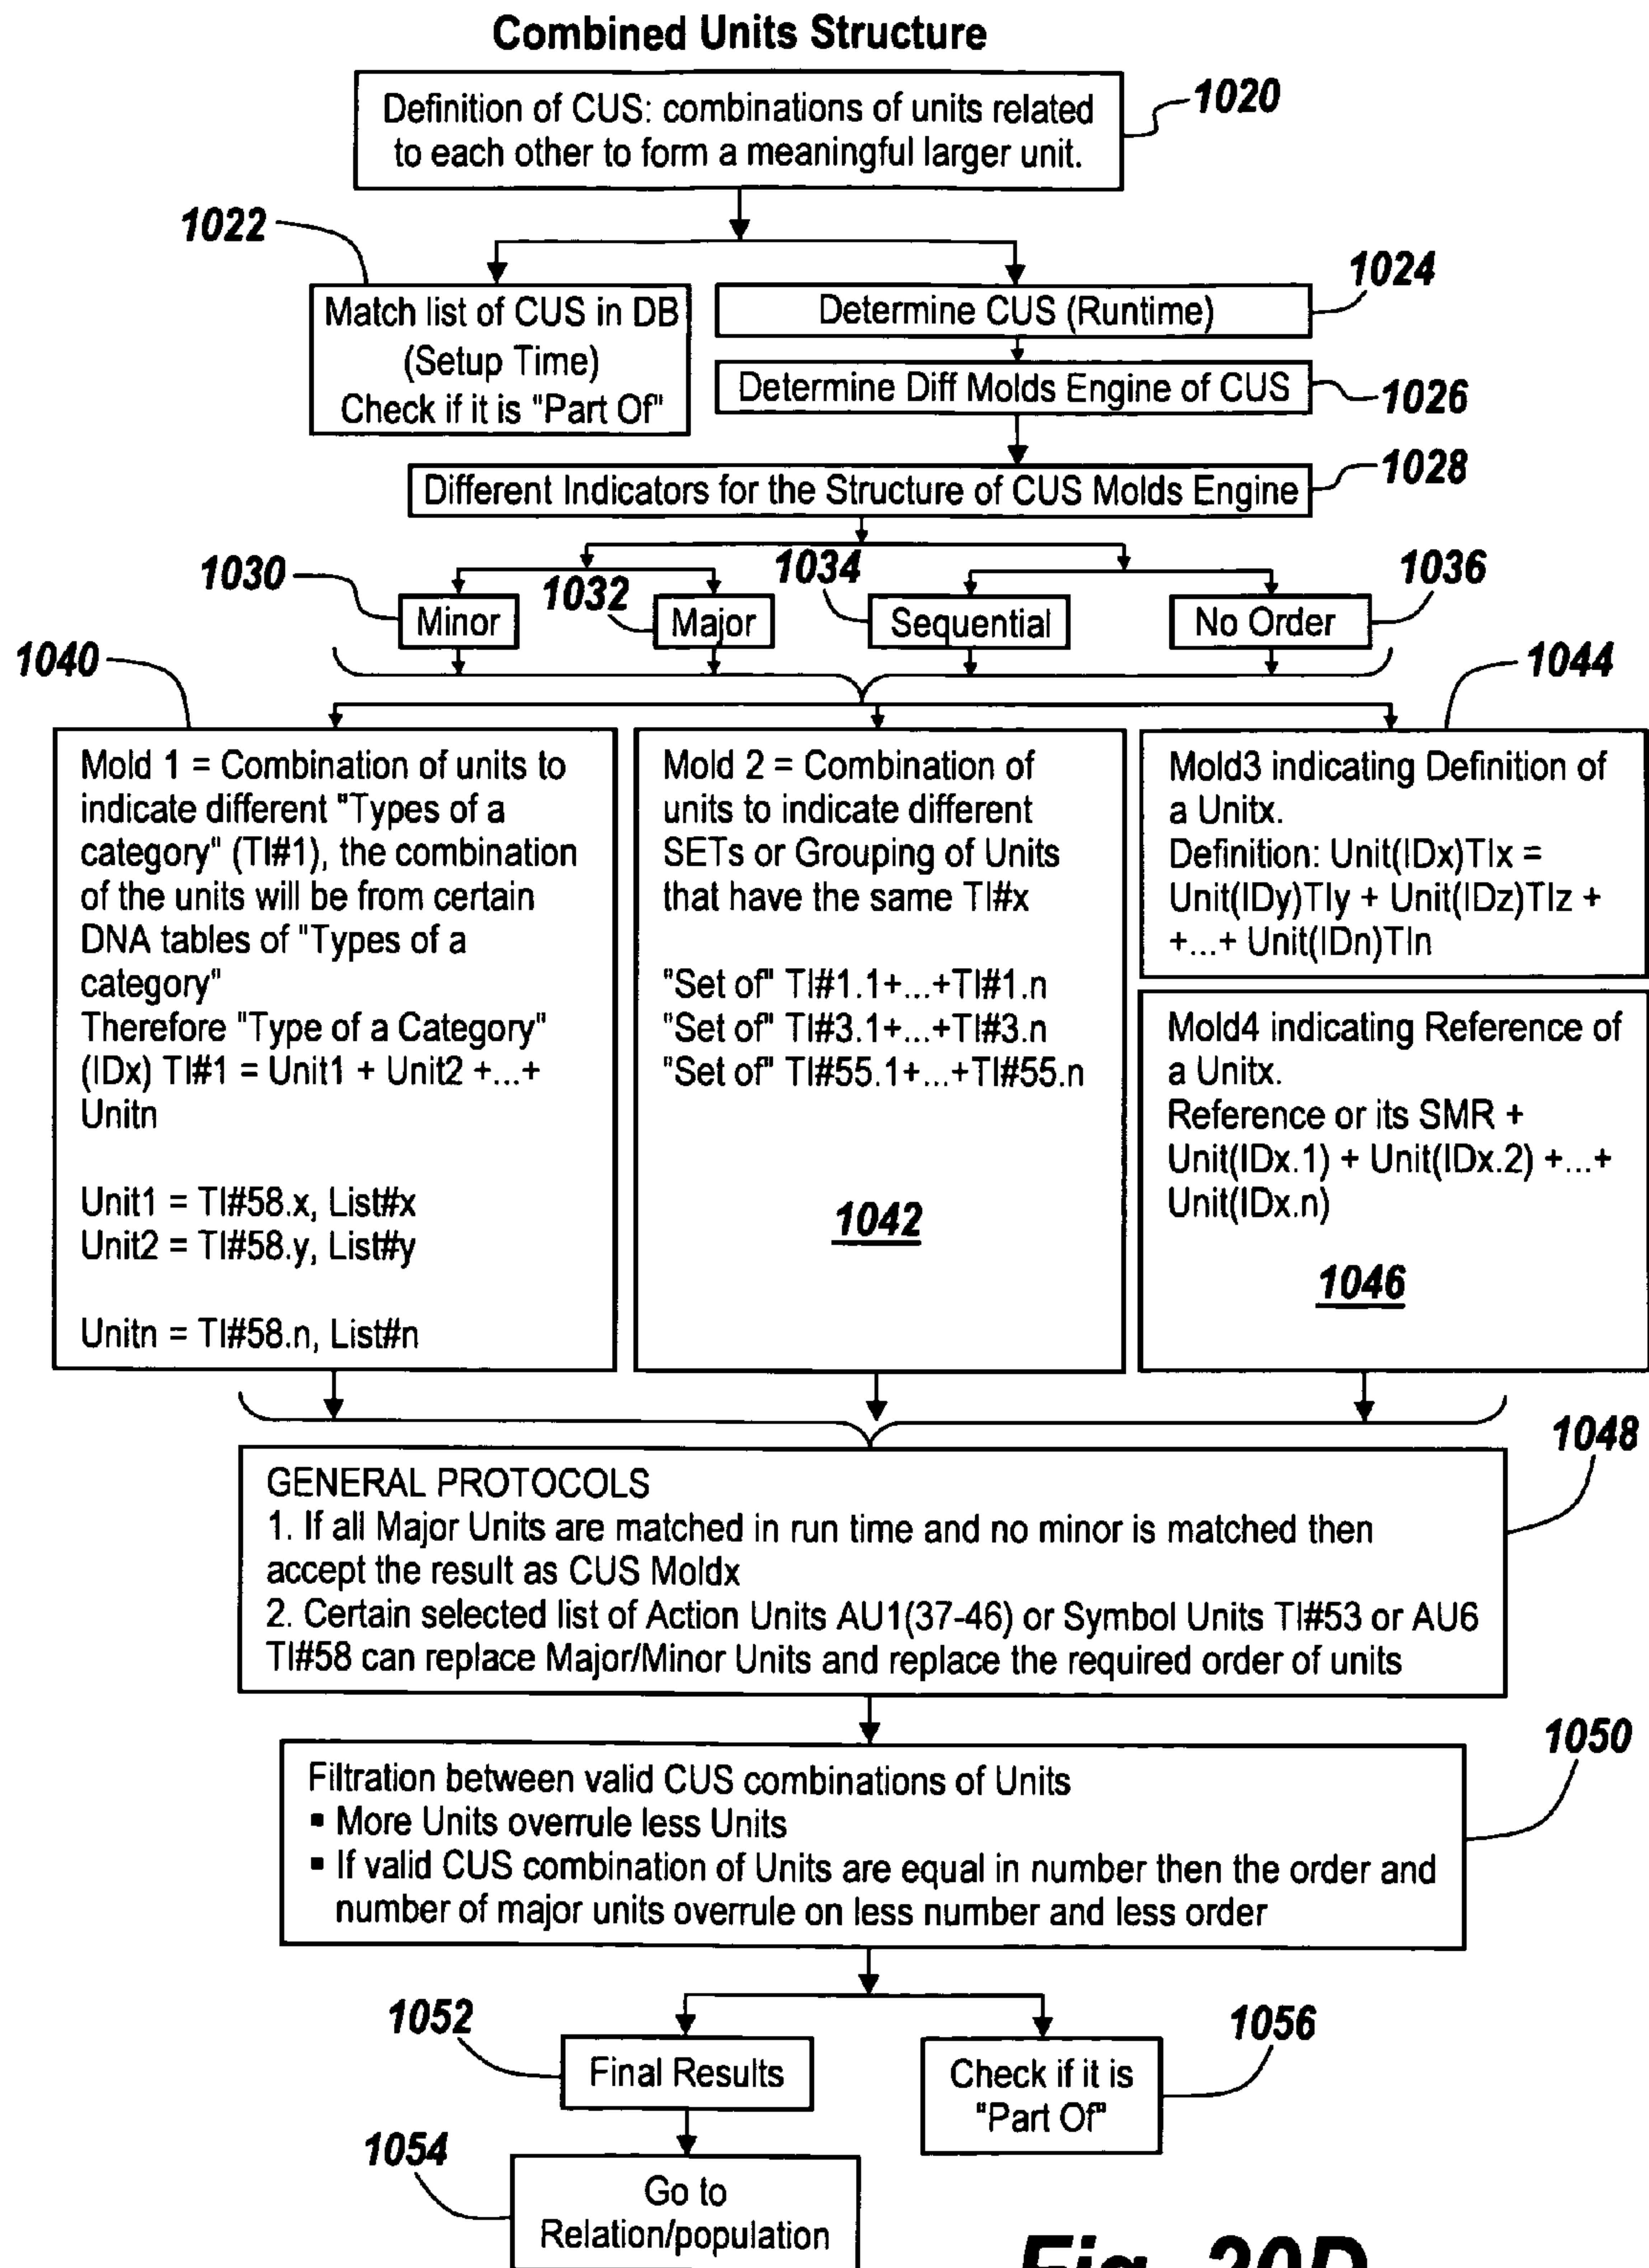 Combined Units Structure
Definition of CUS: combinations of units related
to each other to form a meaningful larger unit.
1020
1022
Match list of CUS in DB
(Setup Time)
Check if it is "Part Of"
1024
Determine CUS (Runtime)
Determine Diff Molds Engine of CUS
1026
Different Indicators for the Structure of CUS Molds Engine
1028
1030
Minor
1032
Major
1034
Sequential
1036
No Order
1040
Mold 1 = Combination of units to
indicate different "Types of a
category" (TI#1), the combination
of the units will be from certain
DNA tables of "Types of a
category"
Therefore "Type of a Category"
(IDx) TI#1 = Unit1 + Unit2 +...+
Unitn
Unit1 = TI#58.x, List#x
Unit2 = TI#58.y, List#y
Unitn = TI#58.n, List#n
Mold 2 = Combination of
units to indicate different
SETs or Grouping of Units
that have the same TI#x
"Set of" TI#1.1+...+TI#1.n
"Set of" TI#3.1+...+TI#3.n
"Set of" TI#55.1+...+TI#55.n
1042
1044
Mold3 indicating Definition of
a Unitx.
Definition: Unit(IDx)TIx =
Unit(IDy)TIy + Unit(IDz)TIz +
+...+ Unit(IDn)TIn
Mold4 indicating Reference of
a Unitx.
Reference or its SMR +
Unit(IDx.1) + Unit(IDx.2) +...+
Unit(IDx.n)
1046
1048
GENERAL PROTOCOLS
1. If all Major Units are matched in run time and no minor is matched then
accept the result as CUS Moldx
2. Certain selected list of Action Units AU1(37-46) or Symbol Units TI#53 or AU6
TI#58 can replace Major/Minor Units and replace the required order of units
1050
Filtration between valid CUS combinations of Units
▪ More Units overrule less Units
▪ If valid CUS combination of Units are equal in number then the order and
number of major units overrule on less number and less order
1052
Final Results
1056
Check if it is
"Part Of"
1054
Go to
Relation/population
Fig. 20D